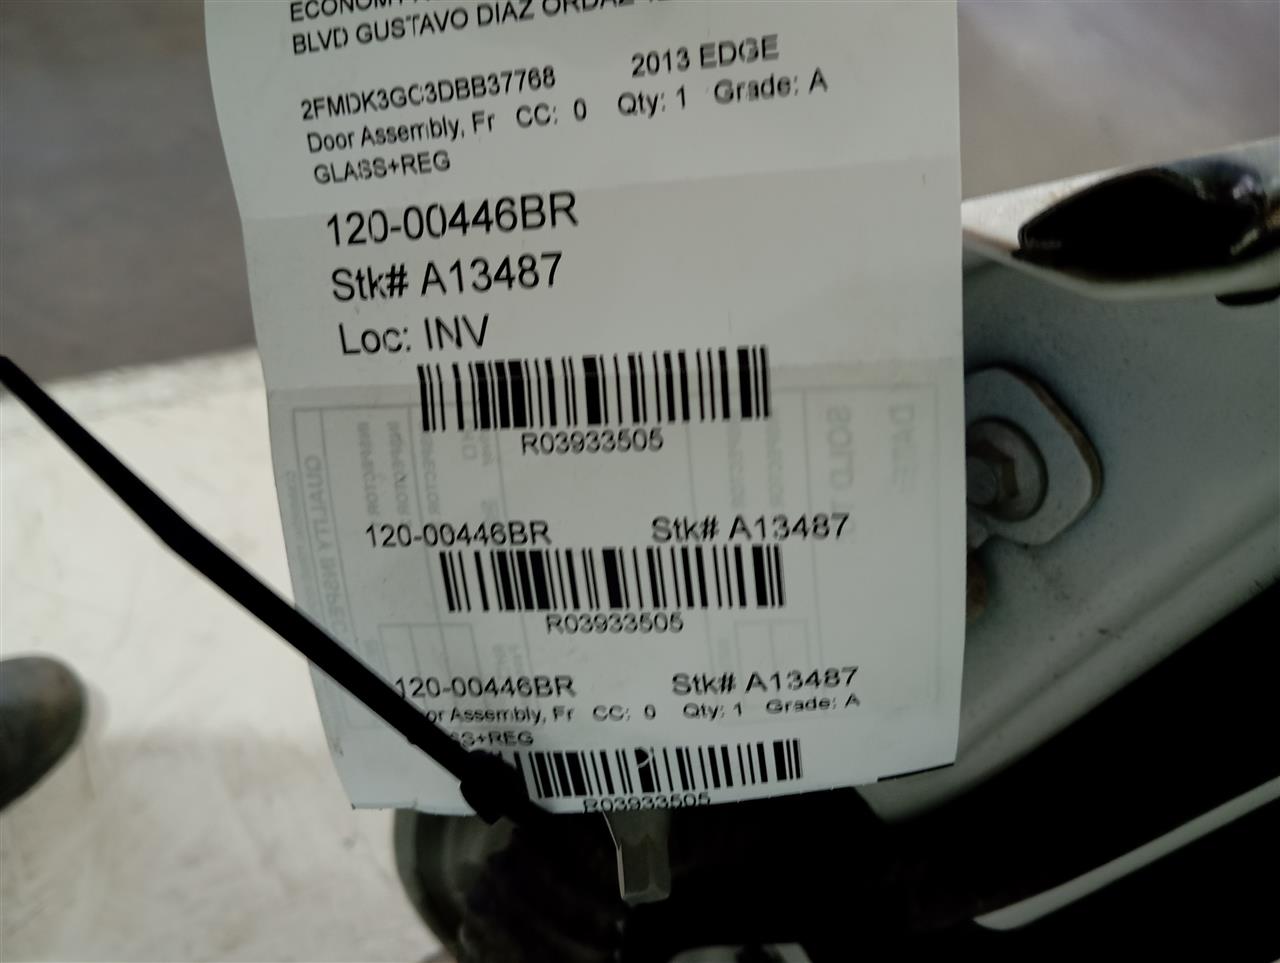 BLVD GUSTAVO DIAZ ORDAZ
2FMDK3GC3DBB37768 2013 EDGE
Door Assembly, Fr CC: 0 Qty: 1 Grade: A
GLASS+REG
120-00446BR
Stk# A13487
Loc: INV
R03933505
120-00446BR Stk# A13487
R03933505
120-00446BR Stk# A13487
Assembly, Fr CC: 0 Qty: 1 Grade: A
R03933505